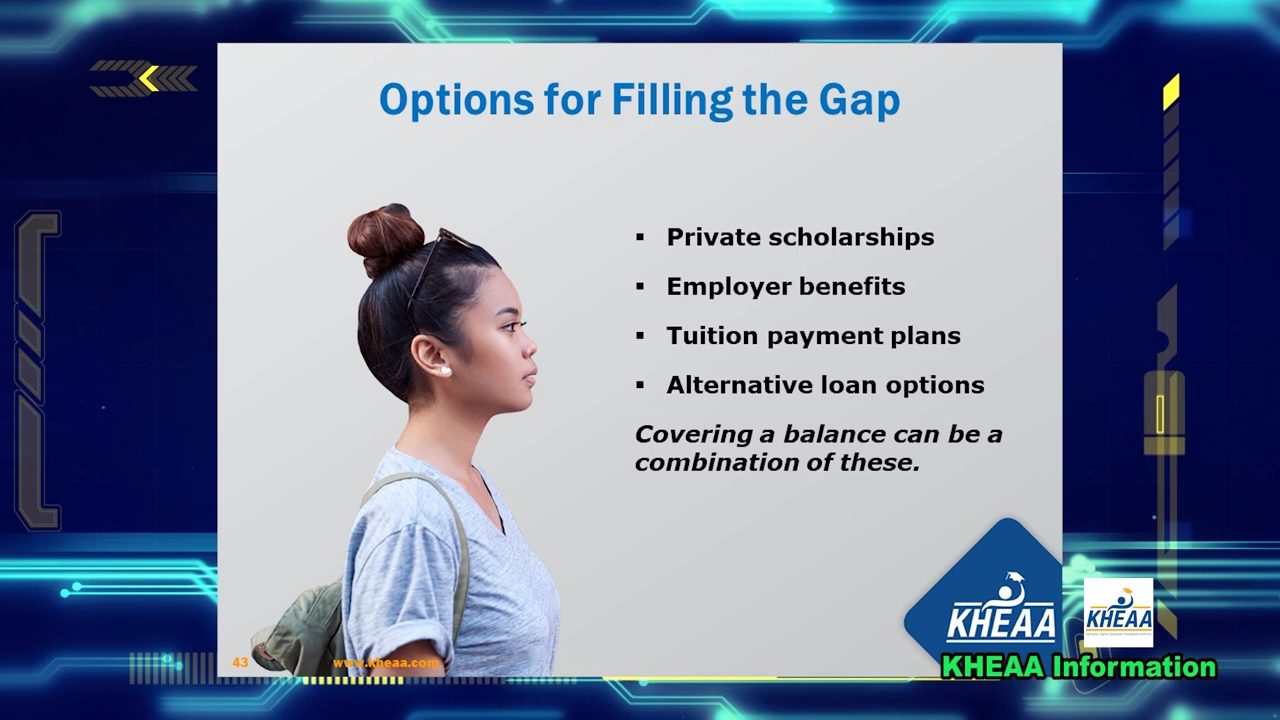 Options for Filling the Gap
▪ Private scholarships
▪ Employer benefits
▪ Tuition payment plans
▪ Alternative loan options
Covering a balance can be a
combination of these.
KHEAA
KHEAA
43
www.kheaa.com
KHEAA Information